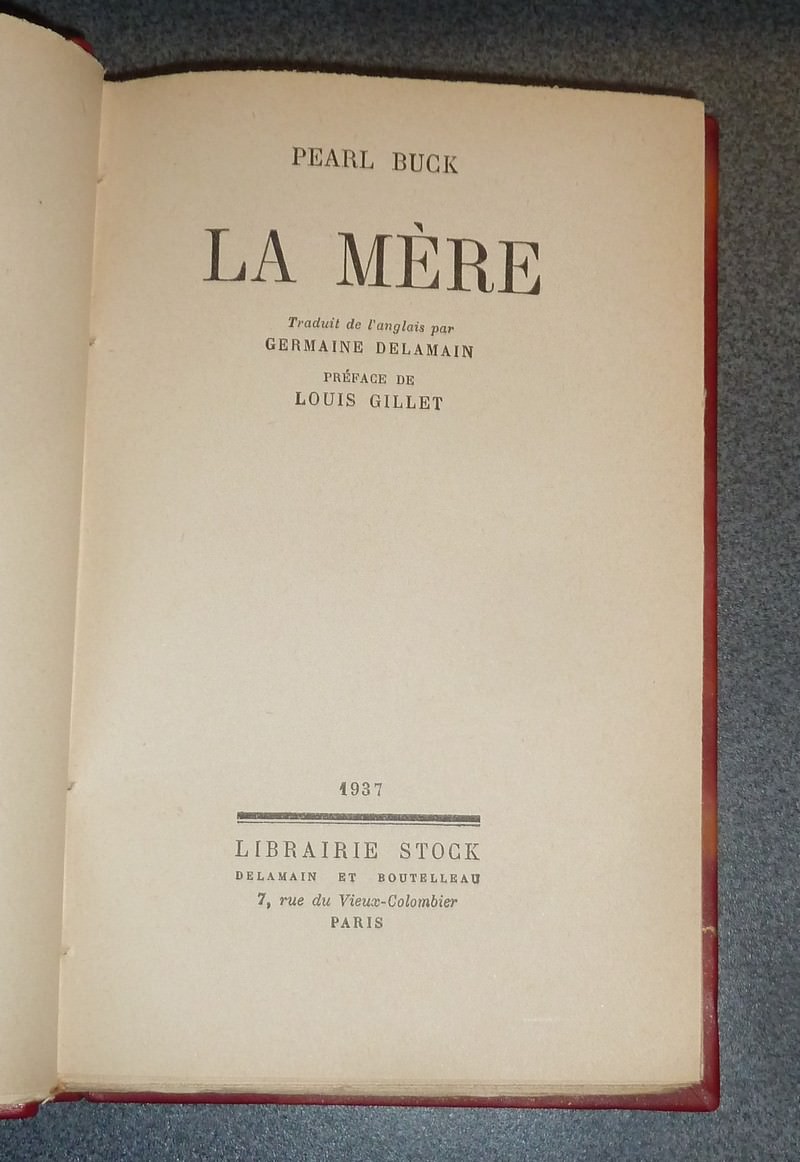 PEARL BUCK
LA MÈRE
Traduit de l'anglais par
GERMAINE DELAMAIN
PRÉFACE DE
LOUIS GILLET
1937
LIBRAIRIE STOCK
DELAMAIN ET BOUTELLEAU
7, rue du Vieux-Colombier
PARIS